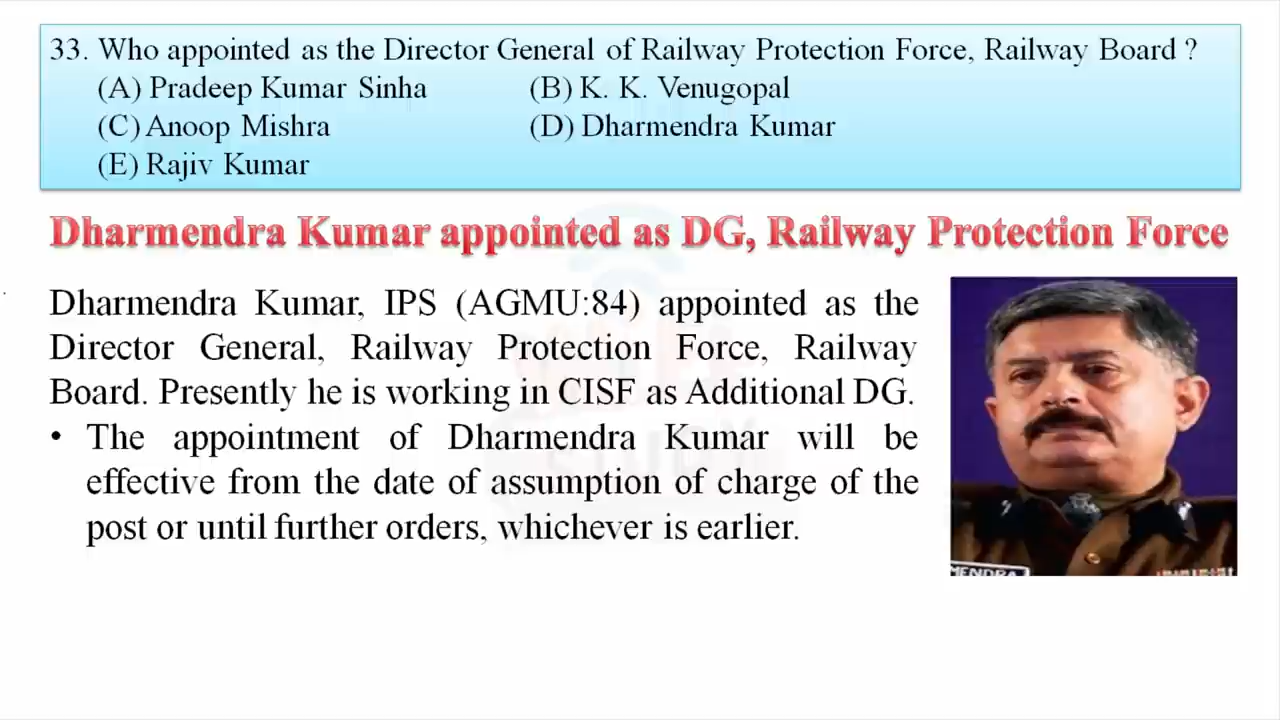 33. Who appointed as the Director General of Railway Protection Force, Railway Board ?
(A) Pradeep Kumar Sinha (B) K. K. Venugopal
(C) Anoop Mishra (D) Dharmendra Kumar
(E) Rajiv Kumar
Dharmendra Kumar appointed as DG, Railway Protection Force
Dharmendra Kumar, IPS (AGMU:84) appointed as the
Director General, Railway Protection Force, Railway
Board. Presently he is working in CISF as Additional DG.
• The appointment of Dharmendra Kumar will be
effective from the date of assumption of charge of the
post or until further orders, whichever is earlier.
MENDRA